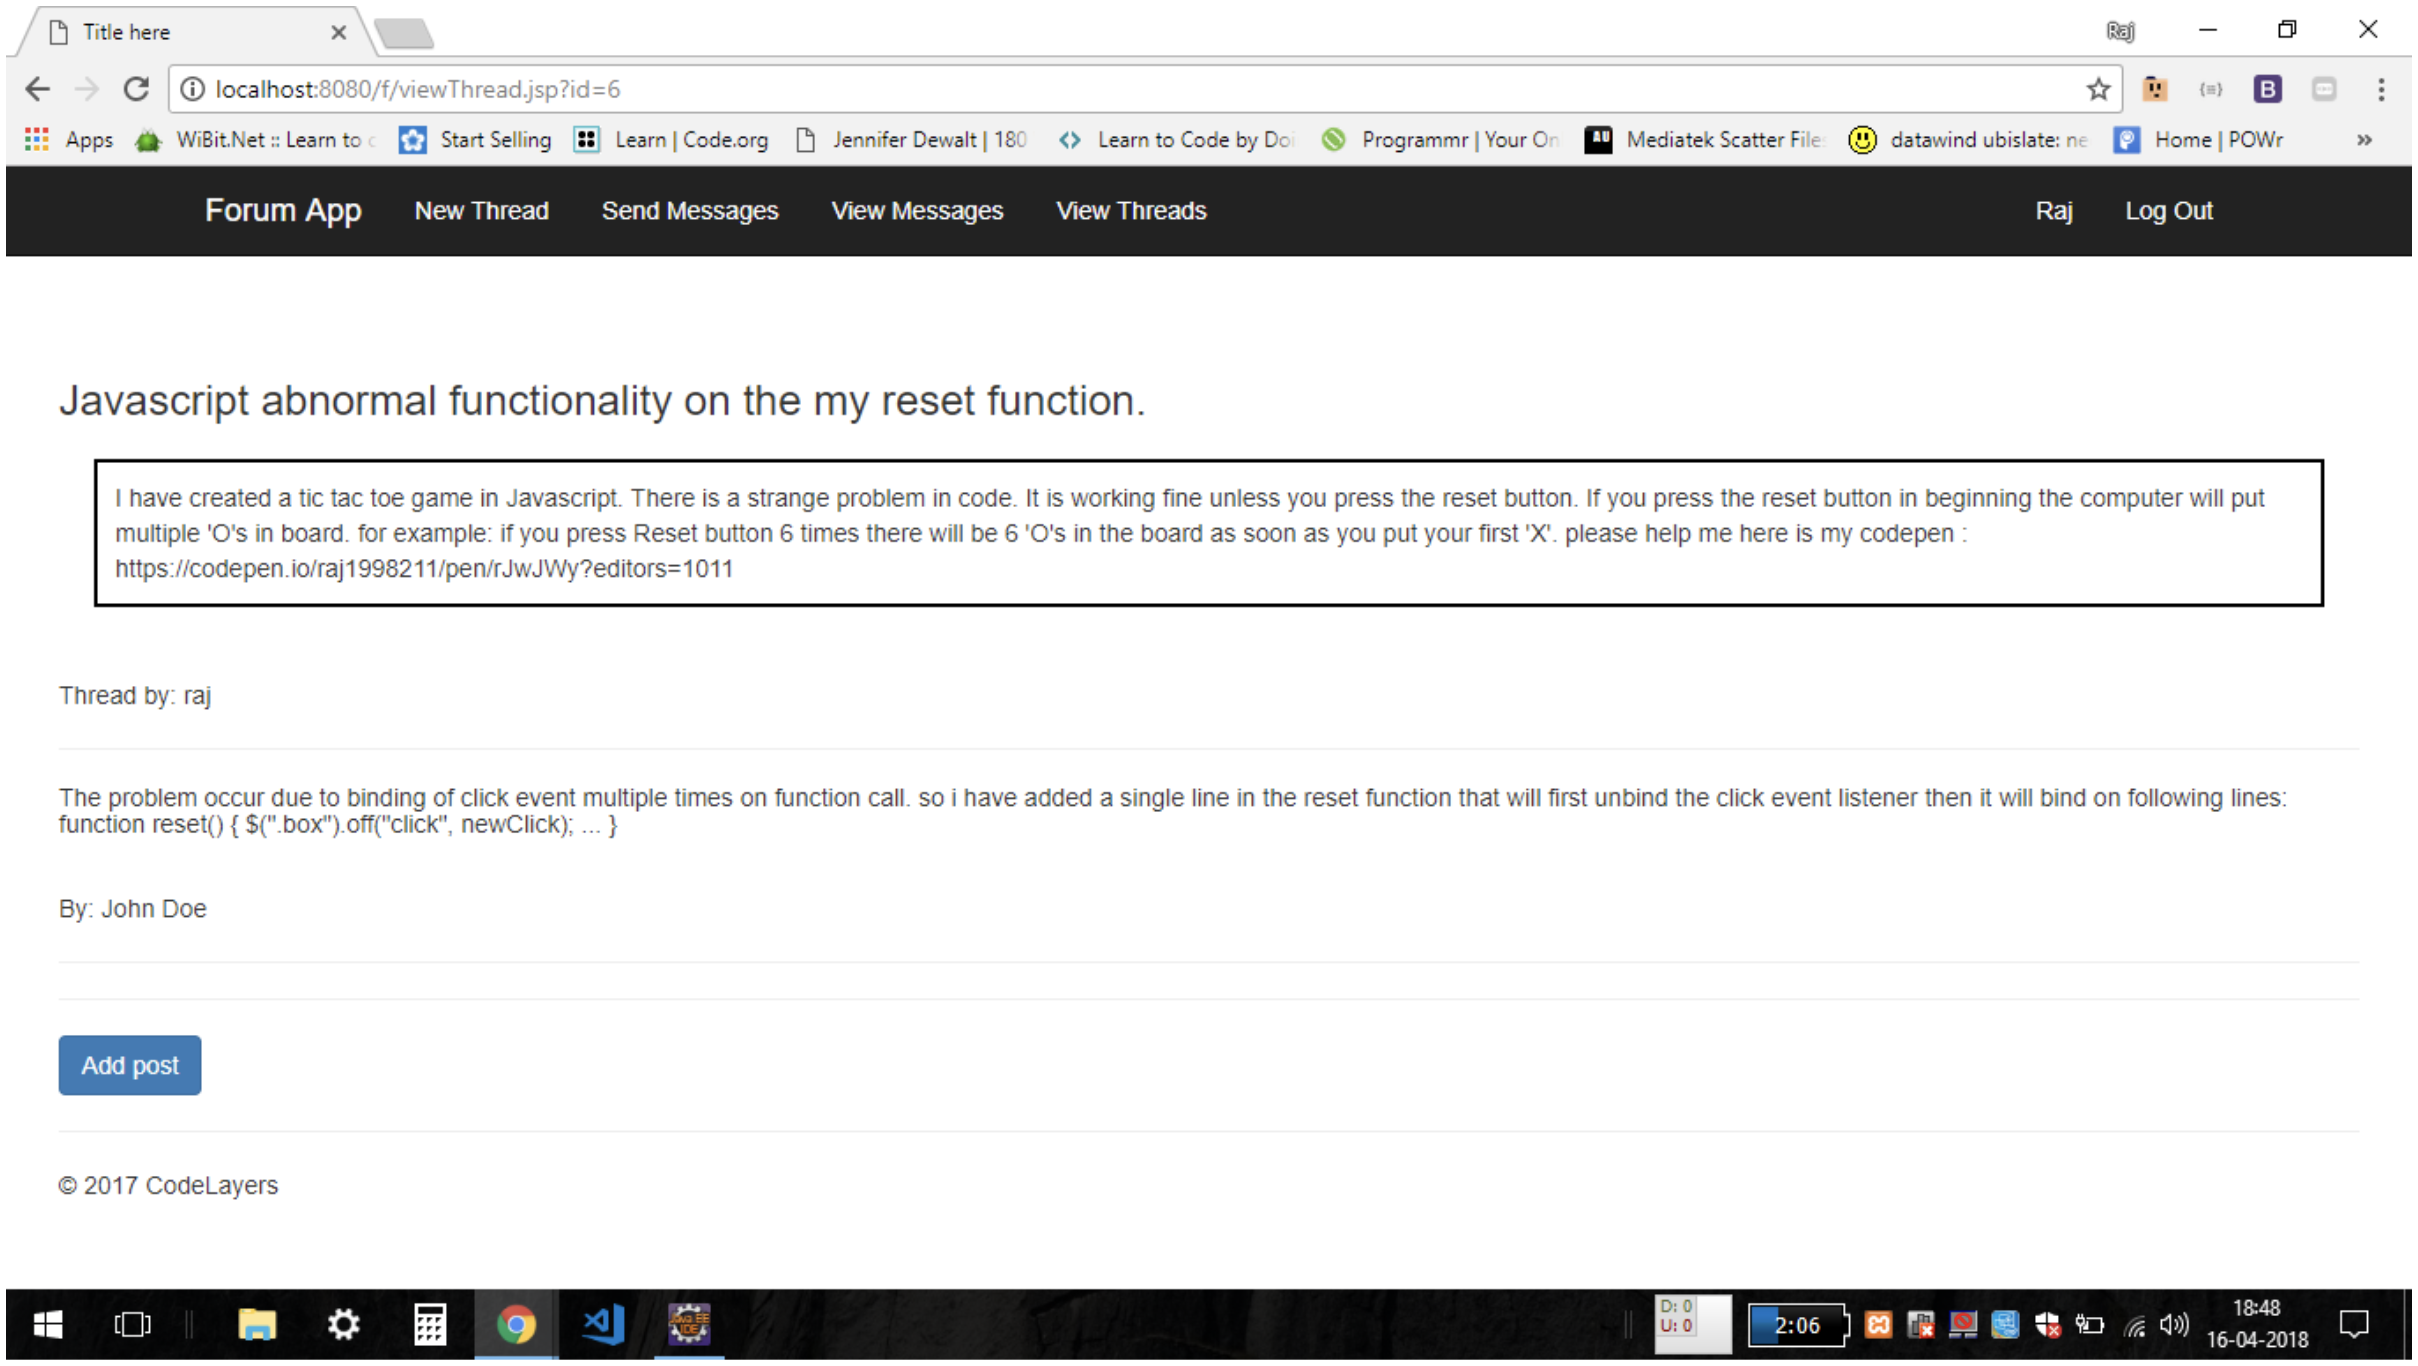 Title here
Raj
localhost:8080/f/viewThread.jsp?id=6
Apps WiBit.Net :: Learn to c Start Selling Learn | Code.org Jennifer Dewalt | 180 Learn to Code by Doi Programmr | Your On Mediatek Scatter File: datawind ubislate: ne Home | POWr »
Forum App New Thread Send Messages View Messages View Threads Raj Log Out
Javascript abnormal functionality on the my reset function.
I have created a tic tac toe game in Javascript. There is a strange problem in code. It is working fine unless you press the reset button. If you press the reset button in beginning the computer will put
multiple 'O's in board. for example: if you press Reset button 6 times there will be 6 'O's in the board as soon as you put your first 'X'. please help me here is my codepen :
https://codepen.io/raj1998211/pen/rJwJWy?editors=1011
Thread by: raj
The problem occur due to binding of click event multiple times on function call. so i have added a single line in the reset function that will first unbind the click event listener then it will bind on following lines:
function reset() { $(".box").off("click", newClick); ... }
By: John Doe
Add post
© 2017 CodeLayers
D: 0
U: 0
2:06
18:48
16-04-2018